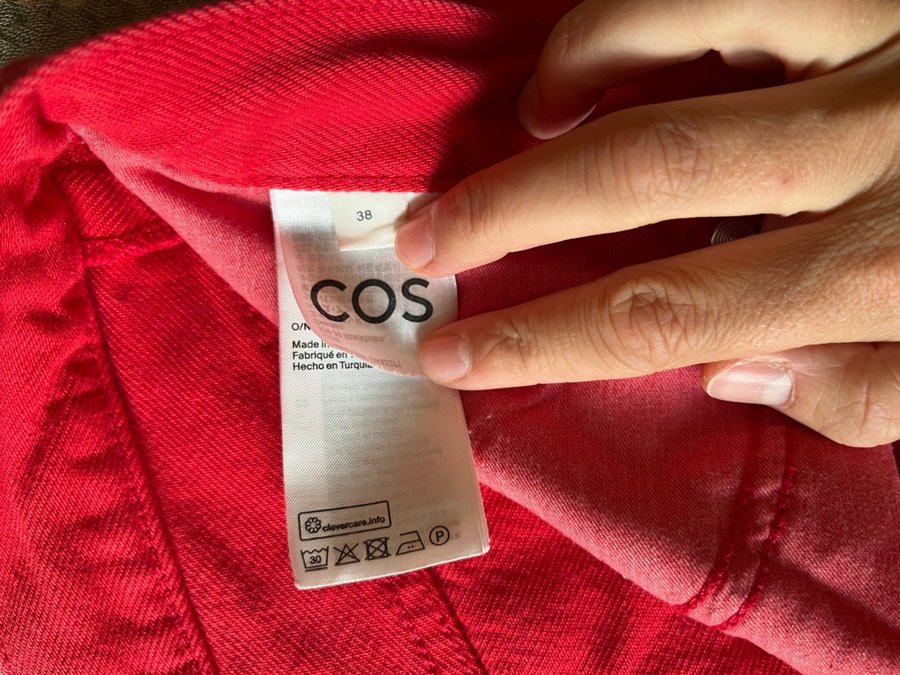 38
COS
Made in
Fabriqué en
Hecho en Turquía
clevercare.info
30
P